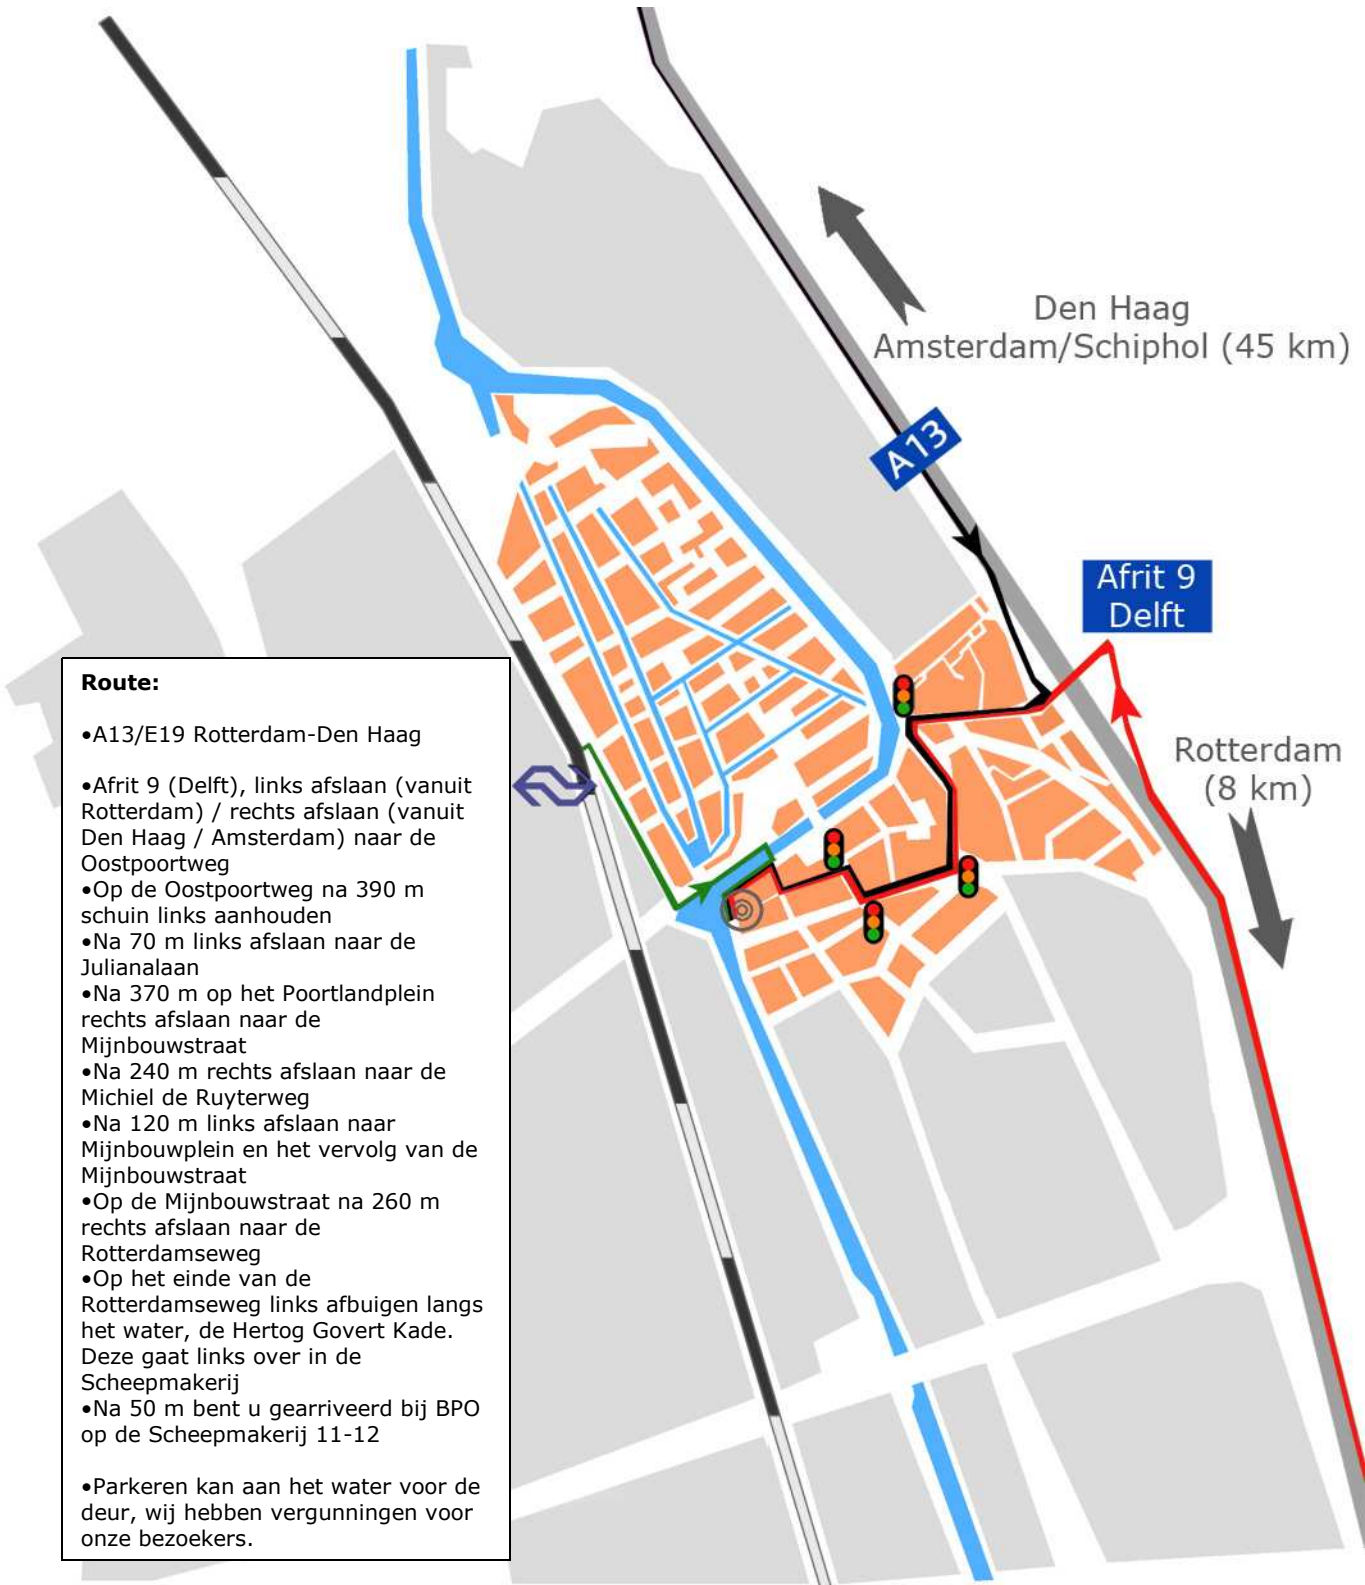 Den Haag
Amsterdam/Schiphol (45 km)
A13
Afrit 9
Delft
Rotterdam
(8 km)
Route:
•A13/E19 Rotterdam-Den Haag
•Afrit 9 (Delft), links afslaan (vanuit
Rotterdam) / rechts afslaan (vanuit
Den Haag / Amsterdam) naar de
Oostpoortweg
•Op de Oostpoortweg na 390 m
schuin links aanhouden
•Na 70 m links afslaan naar de
Julianalaan
•Na 370 m op het Poortlandplein
rechts afslaan naar de
Mijnbouwstraat
•Na 240 m rechts afslaan naar de
Michiel de Ruyterweg
•Na 120 m links afslaan naar
Mijnbouwplein en het vervolg van de
Mijnbouwstraat
•Op de Mijnbouwstraat na 260 m
rechts afslaan naar de
Rotterdamseweg
•Op het einde van de
Rotterdamseweg links afbuigen langs
het water, de Hertog Govert Kade.
Deze gaat links over in de
Scheepmakerij
•Na 50 m bent u gearriveerd bij BPO
op de Scheepmakerij 11-12
•Parkeren kan aan het water voor de
deur, wij hebben vergunningen voor
onze bezoekers.